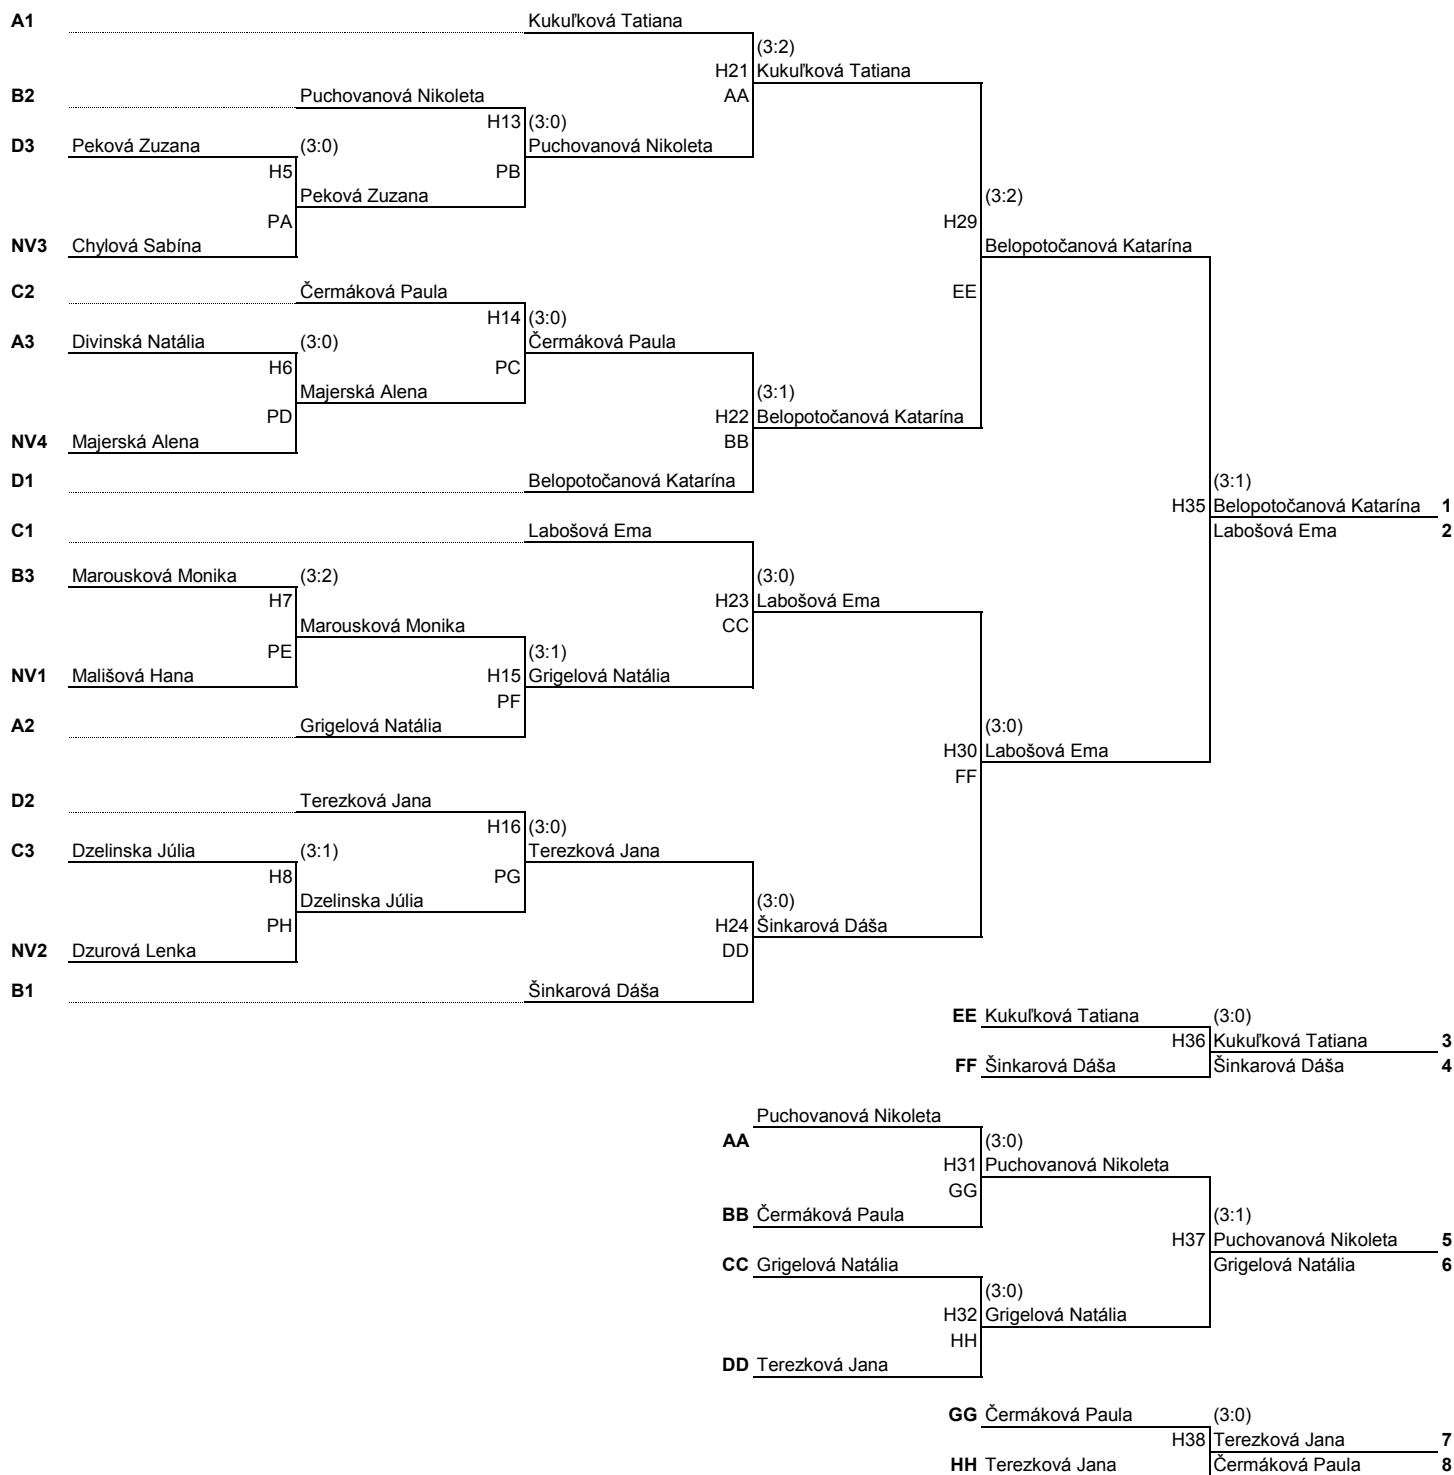 A1 Kukuľková Tatiana
(3:2)
H21 Kukuľková Tatiana
B2 Puchovanová Nikoleta AA
H13 (3:0)
D3 Peková Zuzana (3:0) Puchovanová Nikoleta
H5 PB
Peková Zuzana (3:2)
PA H29
NV3 Chylová Sabína Belopotočanová Katarína
C2 Čermáková Paula EE
H14 (3:0)
A3 Divinská Natália (3:0) Čermáková Paula
H6 PC
Majerská Alena (3:1)
PD H22 Belopotočanová Katarína
NV4 Majerská Alena BB
D1 Belopotočanová Katarína (3:1)
H35 Belopotočanová Katarína 1
C1 Labošová Ema Labošová Ema 2
B3 Marousková Monika (3:2) (3:0)
H7 H23 Labošová Ema
Marousková Monika CC
PE (3:1)
NV1 Mališová Hana H15 Grigelová Natália
PF
A2 Grigelová Natália (3:0)
H30 Labošová Ema
FF
D2 Terezková Jana
H16 (3:0)
C3 Dzelinska Júlia (3:1) Terezková Jana
H8 PG
Dzelinska Júlia (3:0)
PH H24 Šinkarová Dáša
NV2 Dzurová Lenka DD
B1 Šinkarová Dáša
EE Kukuľková Tatiana (3:0)
H36 Kukuľková Tatiana 3
FF Šinkarová Dáša Šinkarová Dáša 4
Puchovanová Nikoleta
AA (3:0)
H31 Puchovanová Nikoleta
GG
BB Čermáková Paula (3:1)
H37 Puchovanová Nikoleta 5
CC Grigelová Natália Grigelová Natália 6
(3:0)
H32 Grigelová Natália
HH
DD Terezková Jana
GG Čermáková Paula (3:0)
H38 Terezková Jana 7
HH Terezková Jana Čermáková Paula 8